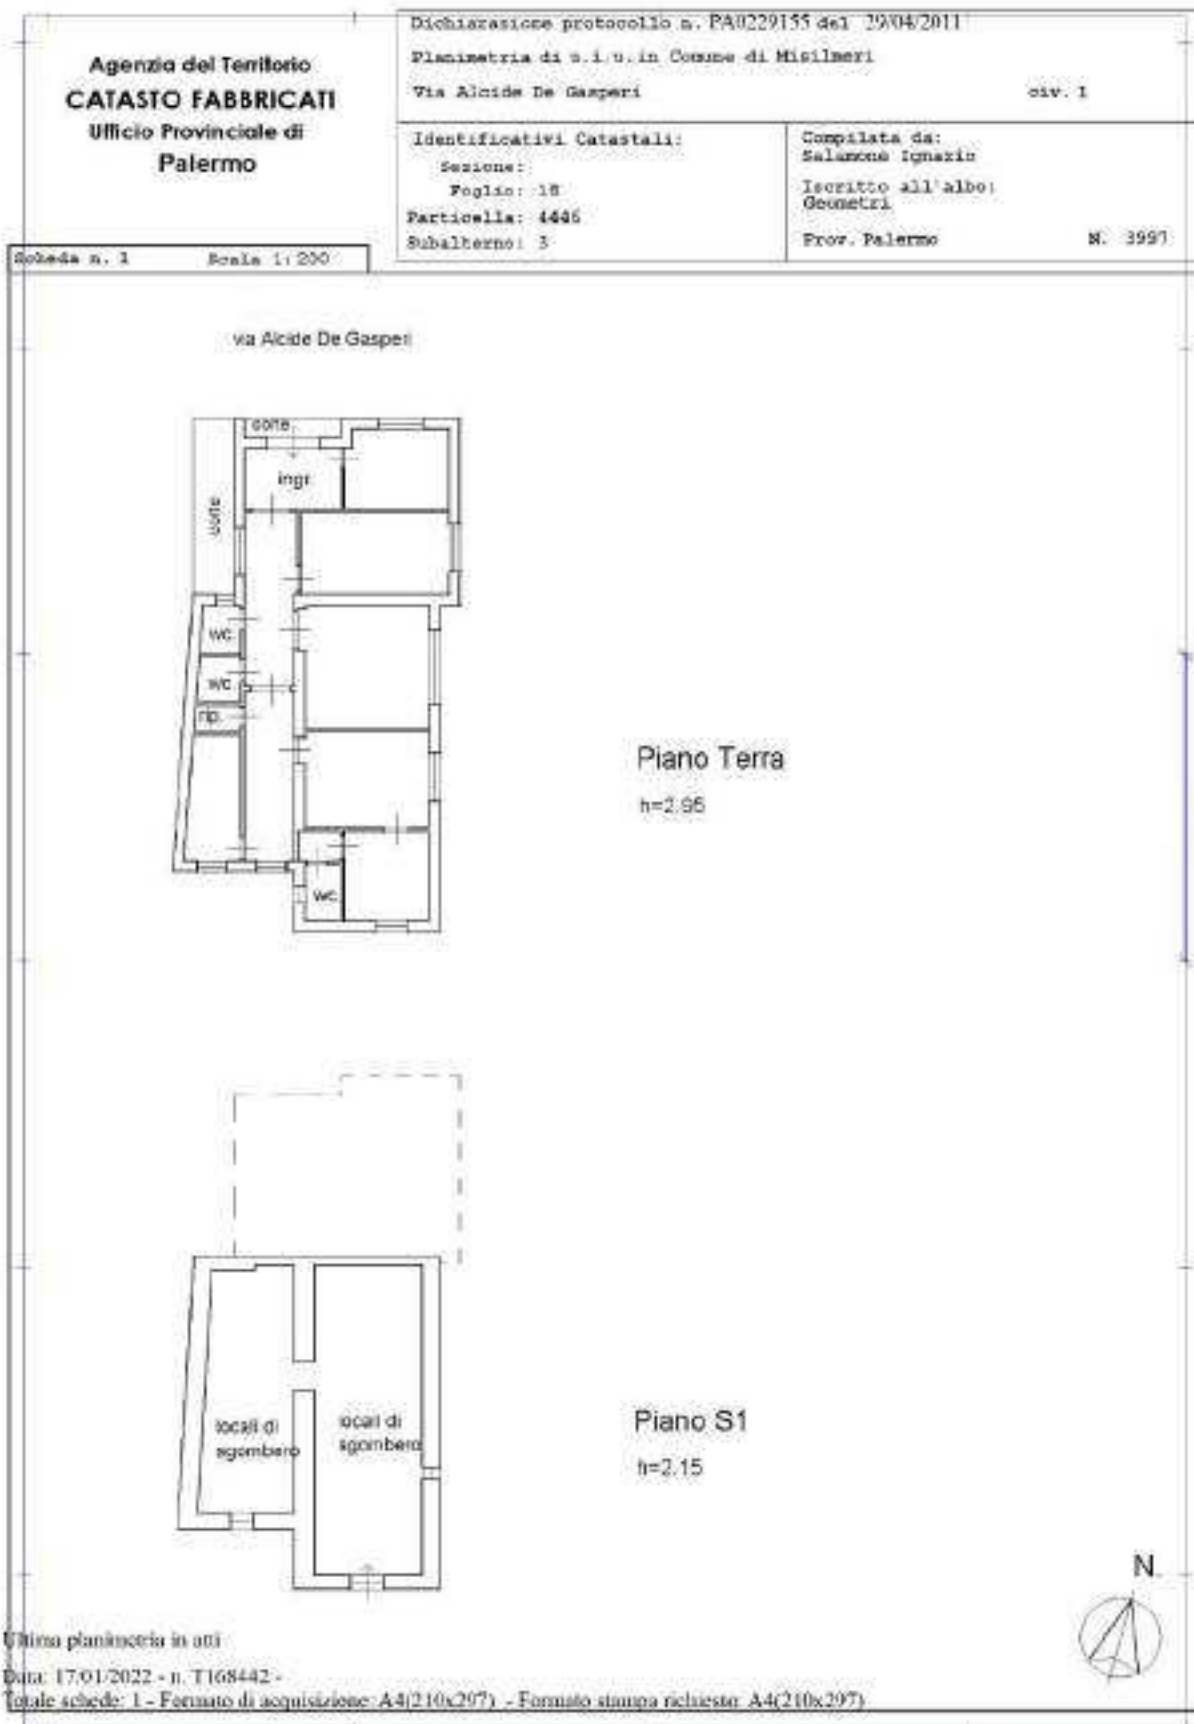 Agenzia del Territorio
CATASTO FABBRICATI
Ufficio Provinciale di
Palermo
Dichiarazione protocollo n. PA0229155 del 29/04/2011
Planimetria di u.i.u. in Comune di Misilmeri
Via Alcide De Gasperi civ. 1
Identificativi Catastali:
Sezione:
Foglio: 18
Particella: 4446
Subalterno: 3
Compilata da:
Salamone Ignazio
Iscritto all'albo:
Geometri
Prov. Palermo N. 3997
Scheda n. 1 Scala 1:200
via Alcide De Gasperi
corte
ingr.
corte
wc.
wc.
rip.
wc.
Piano Terra
h=2.95
locali di
sgombero
locali di
sgombero
Piano S1
h=2.15
N
Ultima planimetria in atti
Data: 17/01/2022 - n. T168442 -
Totale schede: 1 - Formato di acquisizione: A4(210x297) - Formato stampa richiesto: A4(210x297)